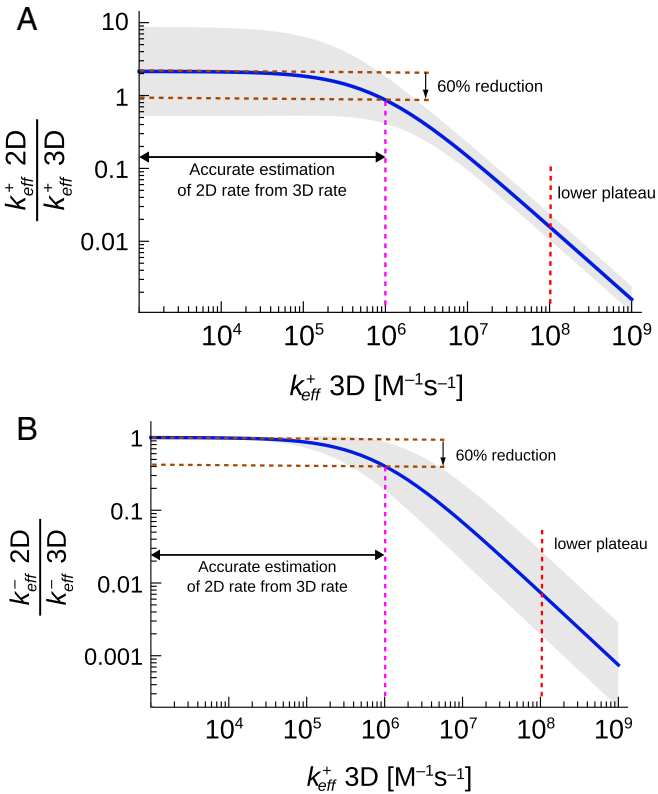 A
10
1
0.1
0.01
k⁺eff 2D
k⁺eff 3D
60% reduction
Accurate estimation
of 2D rate from 3D rate
lower plateau
10⁴ 10⁵ 10⁶ 10⁷ 10⁸ 10⁹
k⁺eff 3D [M⁻¹s⁻¹]
B
1
0.1
0.01
0.001
k⁻eff 2D
k⁻eff 3D
60% reduction
Accurate estimation
of 2D rate from 3D rate
lower plateau
10⁴ 10⁵ 10⁶ 10⁷ 10⁸ 10⁹
k⁺eff 3D [M⁻¹s⁻¹]